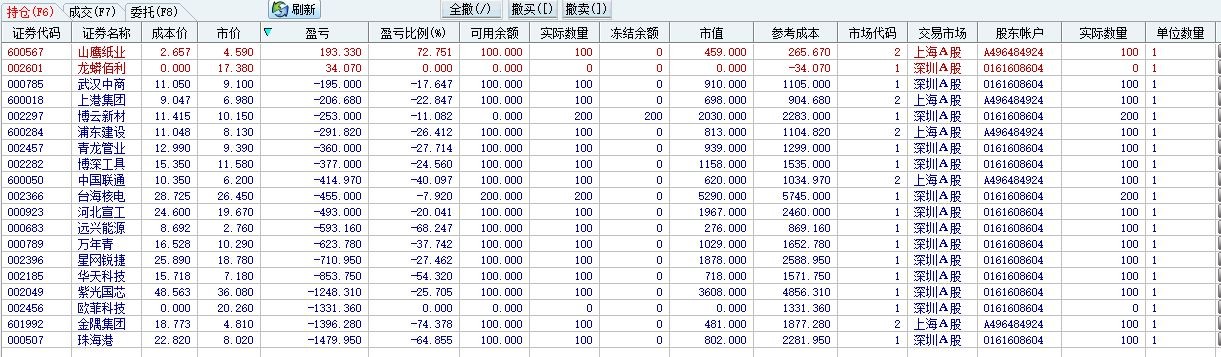 持仓(F6) 成交(F7) 委托(F8) 刷新 全撤(/) 撤买([) 撤卖(])
证券代码 证券名称 成本价 市价 盈亏 盈亏比例(%) 可用余额 实际数量 冻结余额 市值 参考成本 市场代码 交易市场 股东帐户 实际数量 单位数量
600567 山鹰纸业 2.657 4.590 193.330 72.751 100.000 100 0 459.000 265.670 2 上海A股 A496484924 100 1
002601 龙蟒佰利 0.000 17.380 34.070 0.000 0.000 0 0 0.000 -34.070 1 深圳A股 0161608604 0 1
000785 武汉中商 11.050 9.100 -195.000 -17.647 100.000 100 0 910.000 1105.000 1 深圳A股 0161608604 100 1
600018 上港集团 9.047 6.980 -206.680 -22.847 100.000 100 0 698.000 904.680 2 上海A股 A496484924 100 1
002297 博云新材 11.415 10.150 -253.000 -11.082 0.000 200 200 2030.000 2283.000 1 深圳A股 0161608604 200 1
600284 浦东建设 11.048 8.130 -291.820 -26.412 100.000 100 0 813.000 1104.820 2 上海A股 A496484924 100 1
002457 青龙管业 12.990 9.390 -360.000 -27.714 100.000 100 0 939.000 1299.000 1 深圳A股 0161608604 100 1
002282 博深工具 15.350 11.580 -377.000 -24.560 100.000 100 0 1158.000 1535.000 1 深圳A股 0161608604 100 1
600050 中国联通 10.350 6.200 -414.970 -40.097 100.000 100 0 620.000 1034.970 2 上海A股 A496484924 100 1
002366 台海核电 28.725 26.450 -455.000 -7.920 200.000 200 0 5290.000 5745.000 1 深圳A股 0161608604 200 1
000923 河北宣工 24.600 19.670 -493.000 -20.041 100.000 100 0 1967.000 2460.000 1 深圳A股 0161608604 100 1
000683 远兴能源 8.692 2.760 -593.160 -68.247 100.000 100 0 276.000 869.160 1 深圳A股 0161608604 100 1
000789 万年青 16.528 10.290 -623.780 -37.742 100.000 100 0 1029.000 1652.780 1 深圳A股 0161608604 100 1
002396 星网锐捷 25.890 18.780 -710.950 -27.462 100.000 100 0 1878.000 2588.950 1 深圳A股 0161608604 100 1
002185 华天科技 15.718 7.180 -853.750 -54.320 100.000 100 0 718.000 1571.750 1 深圳A股 0161608604 100 1
002049 紫光国芯 48.563 36.080 -1248.310 -25.705 100.000 100 0 3608.000 4856.310 1 深圳A股 0161608604 100 1
002456 欧菲科技 0.000 20.260 -1331.360 0.000 0.000 0 0 0.000 1331.360 1 深圳A股 0161608604 0 1
601992 金隅集团 18.773 4.810 -1396.280 -74.378 100.000 100 0 481.000 1877.280 2 上海A股 A496484924 100 1
000507 珠海港 22.820 8.020 -1479.950 -64.855 100.000 100 0 802.000 2281.950 1 深圳A股 0161608604 100 1